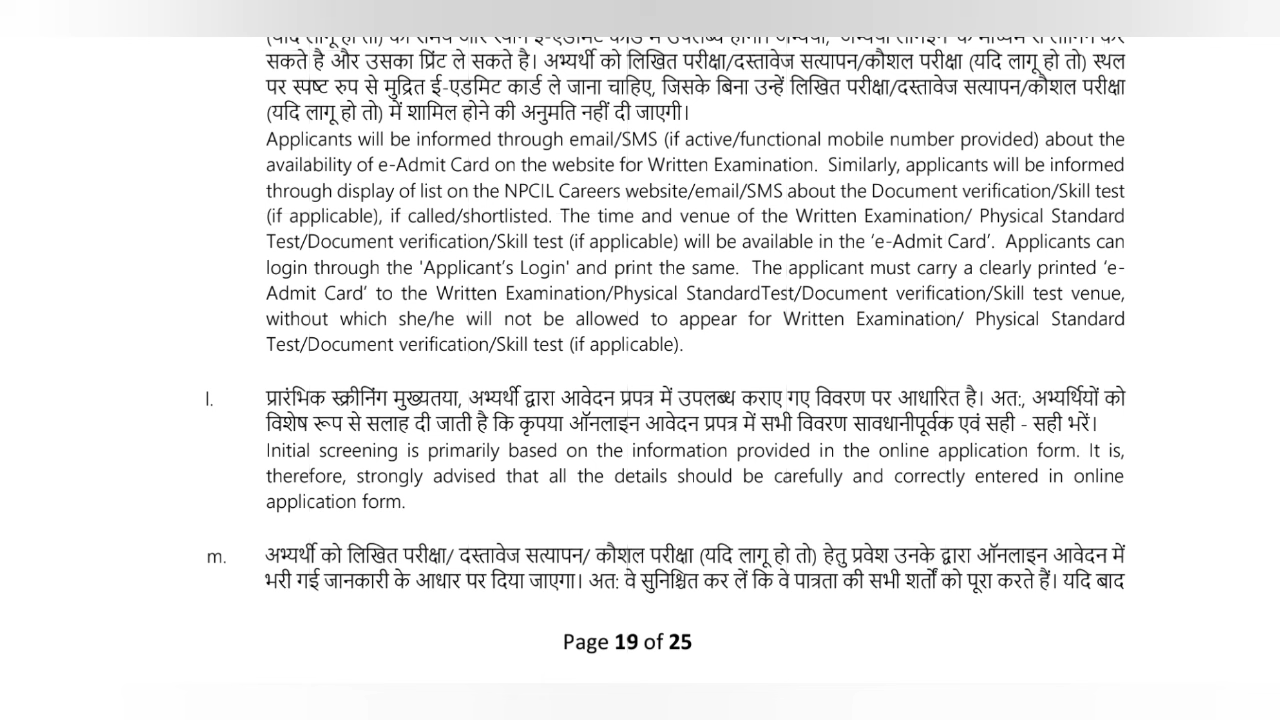 सकते है और उसका प्रिंट ले सकते है। अभ्यर्थी को लिखित परीक्षा/दस्तावेज सत्यापन/कौशल परीक्षा (यदि लागू हो तो) स्थल
पर स्पष्ट रुप से मुद्रित ई-एडमिट कार्ड ले जाना चाहिए, जिसके बिना उन्हें लिखित परीक्षा/दस्तावेज सत्यापन/कौशल परीक्षा
(यदि लागू हो तो) में शामिल होने की अनुमति नहीं दी जाएगी।
Applicants will be informed through email/SMS (if active/functional mobile number provided) about the
availability of e-Admit Card on the website for Written Examination. Similarly, applicants will be informed
through display of list on the NPCIL Careers website/email/SMS about the Document verification/Skill test
(if applicable), if called/shortlisted. The time and venue of the Written Examination/ Physical Standard
Test/Document verification/Skill test (if applicable) will be available in the ‘e-Admit Card’. Applicants can
login through the 'Applicant’s Login' and print the same. The applicant must carry a clearly printed ‘e-
Admit Card’ to the Written Examination/Physical StandardTest/Document verification/Skill test venue,
without which she/he will not be allowed to appear for Written Examination/ Physical Standard
Test/Document verification/Skill test (if applicable).
l. प्रारंभिक स्क्रीनिंग मुख्यतया, अभ्यर्थी द्वारा आवेदन प्रपत्र में उपलब्ध कराए गए विवरण पर आधारित है। अत:, अभ्यर्थियों को
विशेष रूप से सलाह दी जाती है कि कृपया ऑनलाइन आवेदन प्रपत्र में सभी विवरण सावधानीपूर्वक एवं सही - सही भरें।
Initial screening is primarily based on the information provided in the online application form. It is,
therefore, strongly advised that all the details should be carefully and correctly entered in online
application form.
m. अभ्यर्थी को लिखित परीक्षा/ दस्तावेज सत्यापन/ कौशल परीक्षा (यदि लागू हो तो) हेतु प्रवेश उनके द्वारा ऑनलाइन आवेदन में
भरी गई जानकारी के आधार पर दिया जाएगा। अत: वे सुनिश्चित कर लें कि वे पात्रता की सभी शर्तों को पूरा करते हैं। यदि बाद
Page 19 of 25